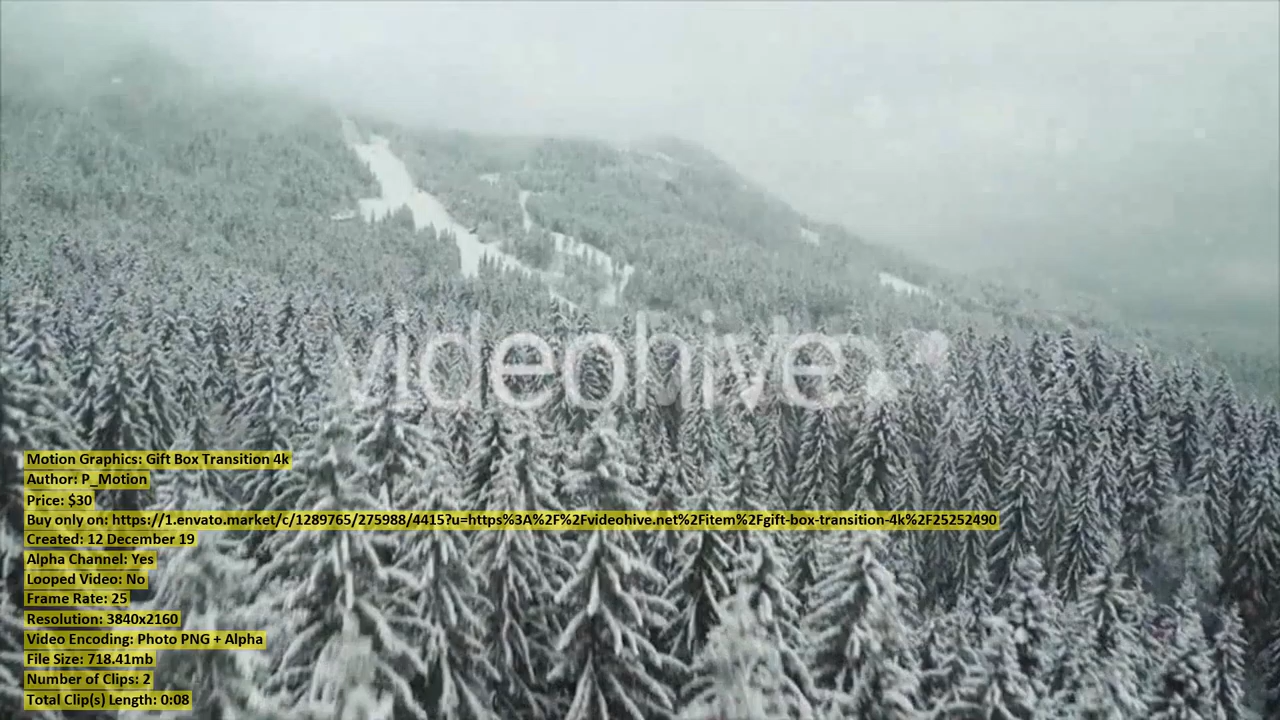 videohive
Motion Graphics: Gift Box Transition 4k
Author: P_Motion
Price: $30
Buy only on: https://1.envato.market/c/1289765/275988/4415?u=https%3A%2F%2Fvideohive.net%2Fitem%2Fgift-box-transition-4k%2F25252490
Created: 12 December 19
Alpha Channel: Yes
Looped Video: No
Frame Rate: 25
Resolution: 3840x2160
Video Encoding: Photo PNG + Alpha
File Size: 718.41mb
Number of Clips: 2
Total Clip(s) Length: 0:08